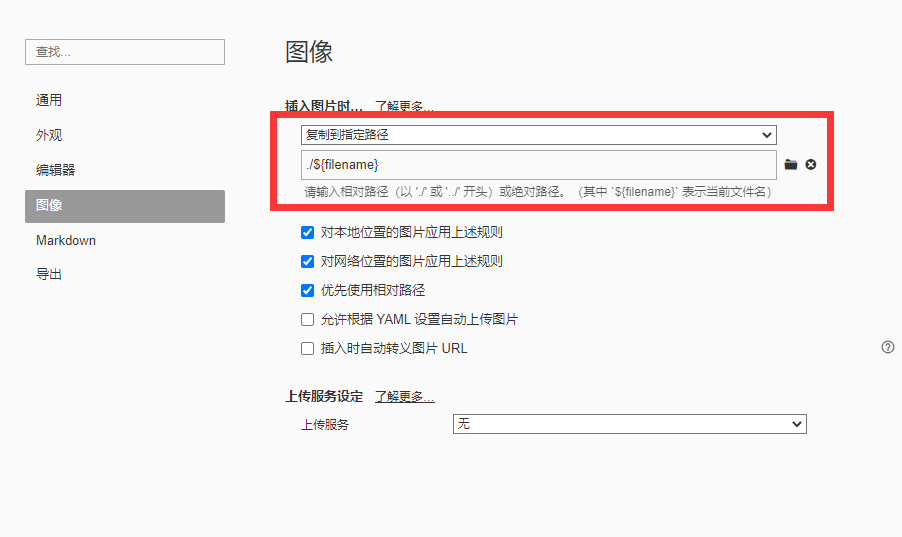 查找...
图像
通用
外观
编辑器
图像
Markdown
导出
插入图片时... 了解更多...
复制到指定路径
./${filename}
请输入相对路径（以 './' 或 '../' 开头）或绝对路径。（其中 `${filename}` 表示当前文件名）
对本地位置的图片应用上述规则
对网络位置的图片应用上述规则
优先使用相对路径
允许根据 YAML 设置自动上传图片
插入时自动转义图片 URL
上传服务设定 了解更多...
上传服务 无